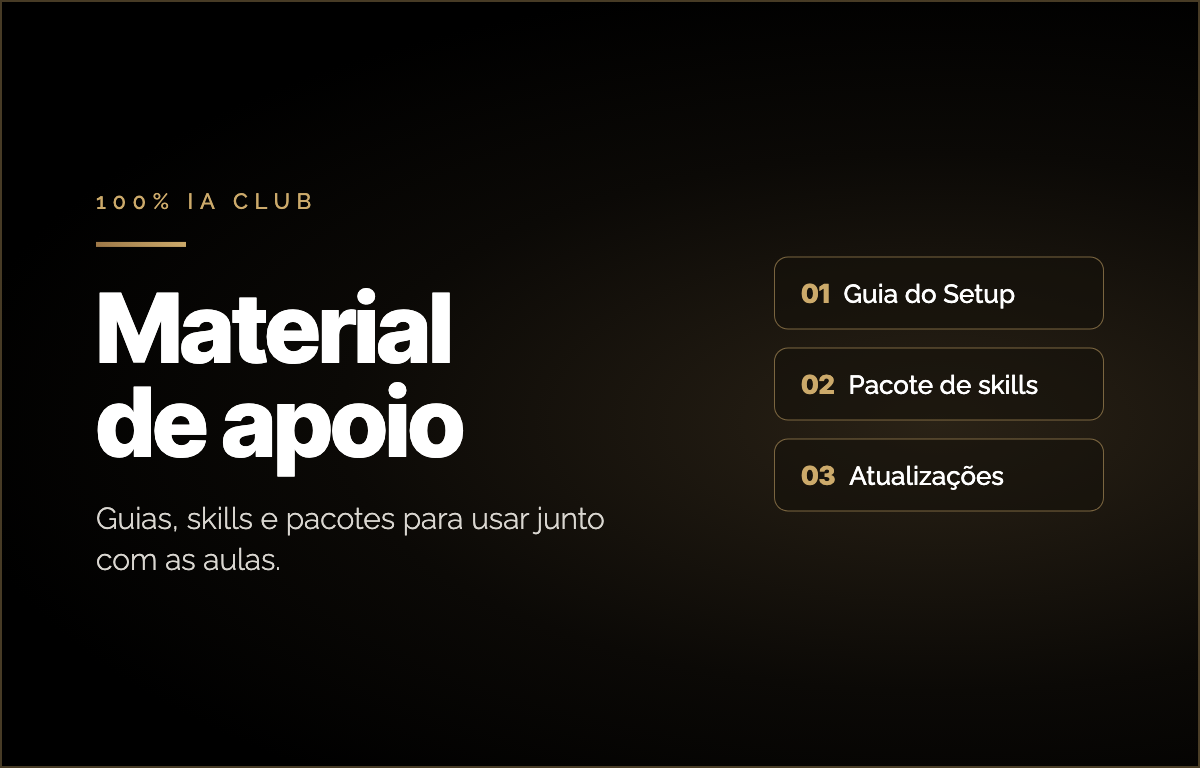 100% IA CLUB
Material
de apoio
Guias, skills e pacotes para usar junto
com as aulas.
01 Guia do Setup
02 Pacote de skills
03 Atualizações